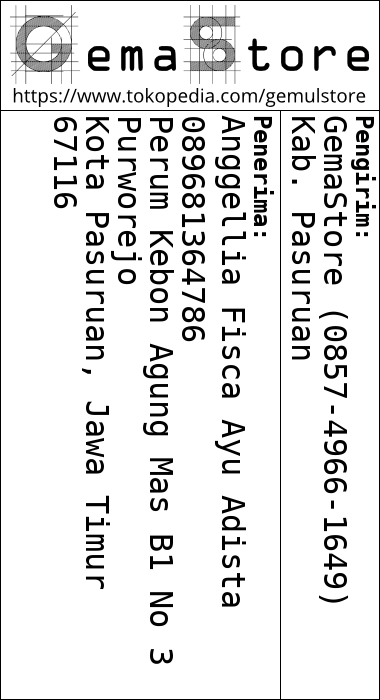 GemaStore
https://www.tokopedia.com/gemulstore
Pengirim:
GemaStore (0857-4966-1649)
Kab. Pasuruan
Penerima:
Anggellia Fisca Ayu Adista
089681364786
Perum Kebon Agung Mas B1 No 3
Purworejo
Kota Pasuruan, Jawa Timur
67116